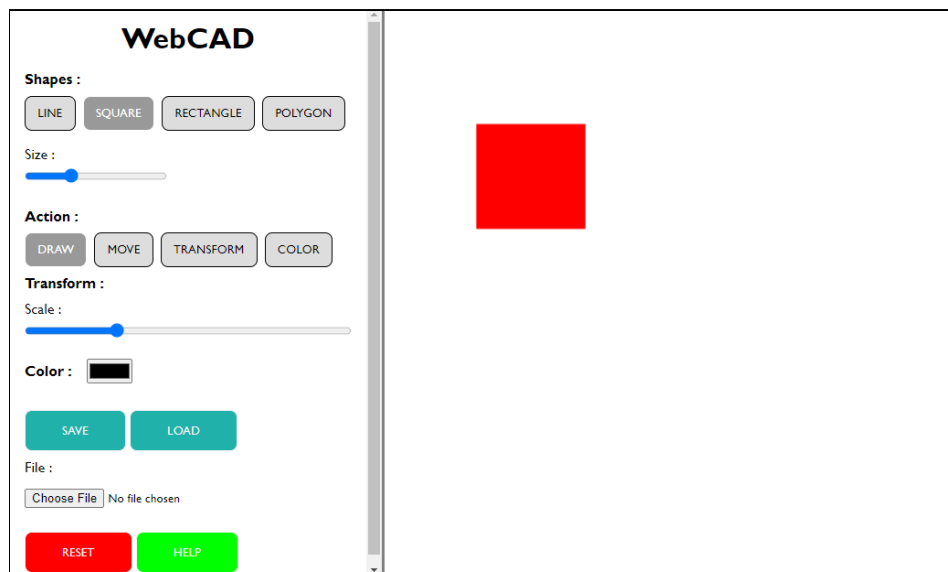 WebCAD
Shapes :
LINE SQUARE RECTANGLE POLYGON
Size :
Action :
DRAW MOVE TRANSFORM COLOR
Transform :
Scale :
Color :
SAVE LOAD
File :
Choose File No file chosen
RESET HELP